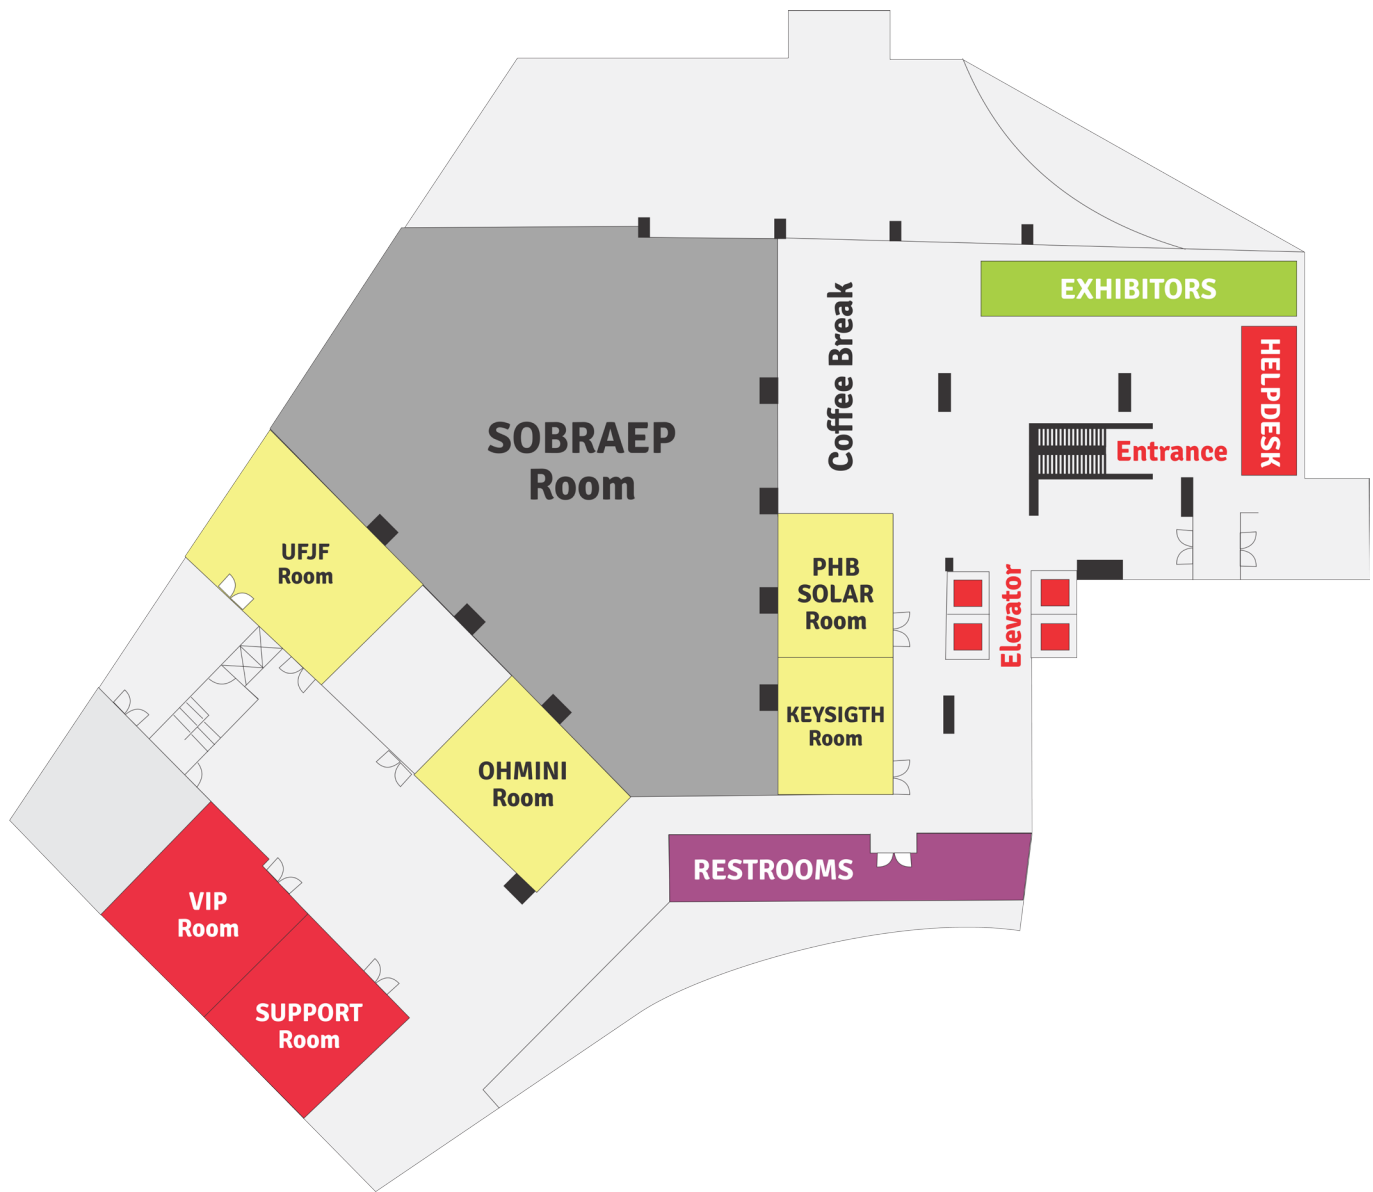 EXHIBITORS
Coffee Break
HELPDESK
SOBRAEP
Room
Entrance
UFJF
Room
PHB
SOLAR
Room
Elevator
KEYSIGTH
Room
OHMINI
Room
RESTROOMS
VIP
Room
SUPPORT
Room